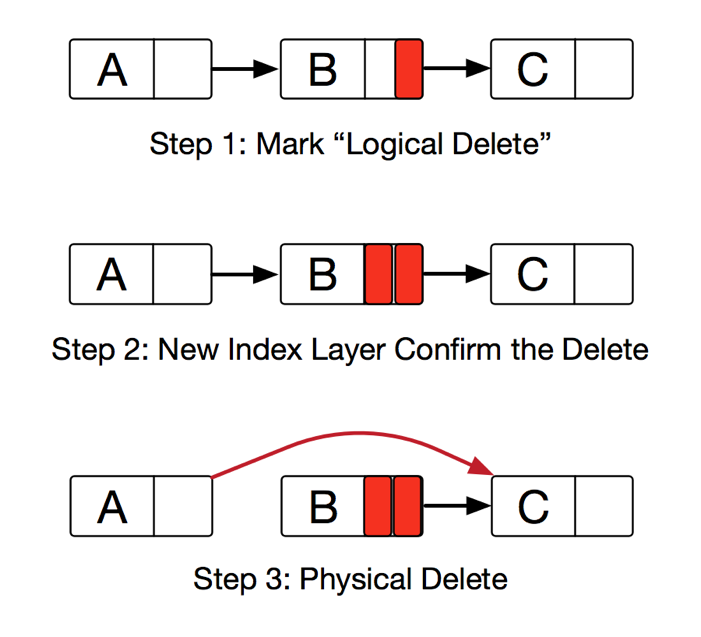 A B C
Step 1: Mark “Logical Delete”
A B C
Step 2: New Index Layer Confirm the Delete
A B C
Step 3: Physical Delete